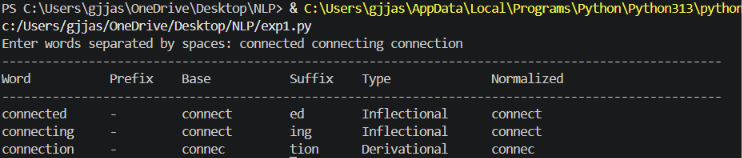 PS C:\Users\gjjas\OneDrive\Desktop\NLP> & C:\Users\gjjas\AppData\Local\Programs\Python\Python313\python
c:/Users/gjjas/OneDrive/Desktop/NLP/exp1.py
Enter words separated by spaces: connected connecting connection
--------------------------------------------------------------------------------
Word Prefix Base Suffix Type Normalized
--------------------------------------------------------------------------------
connected - connect ed Inflectional connect
connecting - connect ing Inflectional connect
connection - connec tion Derivational connec